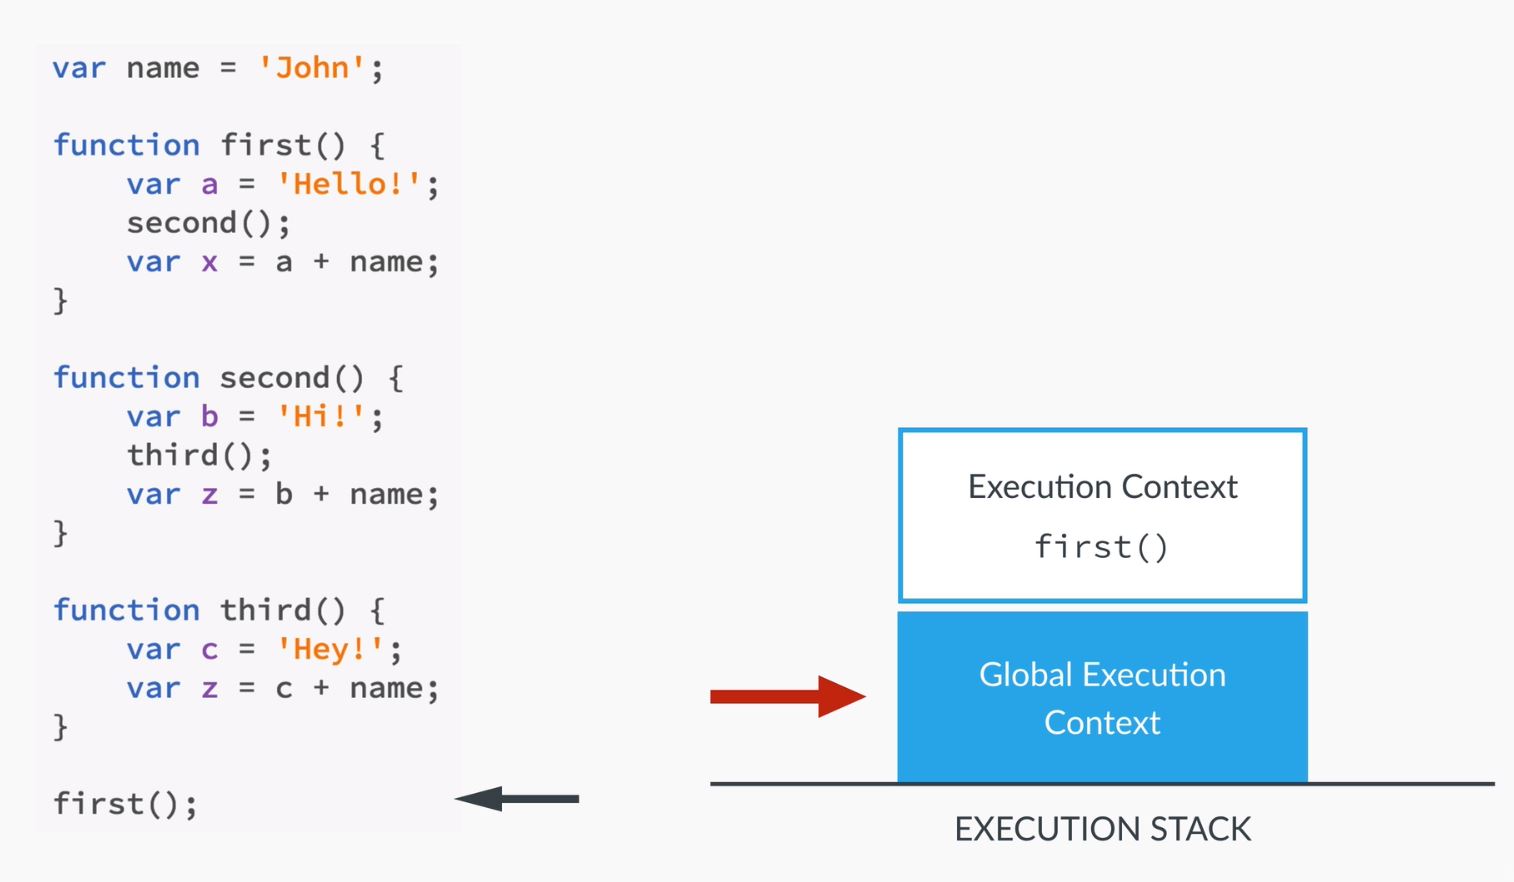 var name = 'John';
function first() {
    var a = 'Hello!';
    second();
    var x = a + name;
}
function second() {
    var b = 'Hi!';
    third();
    var z = b + name;
}
function third() {
    var c = 'Hey!';
    var z = c + name;
}
first();
Execution Context
first()
Global Execution
Context
EXECUTION STACK